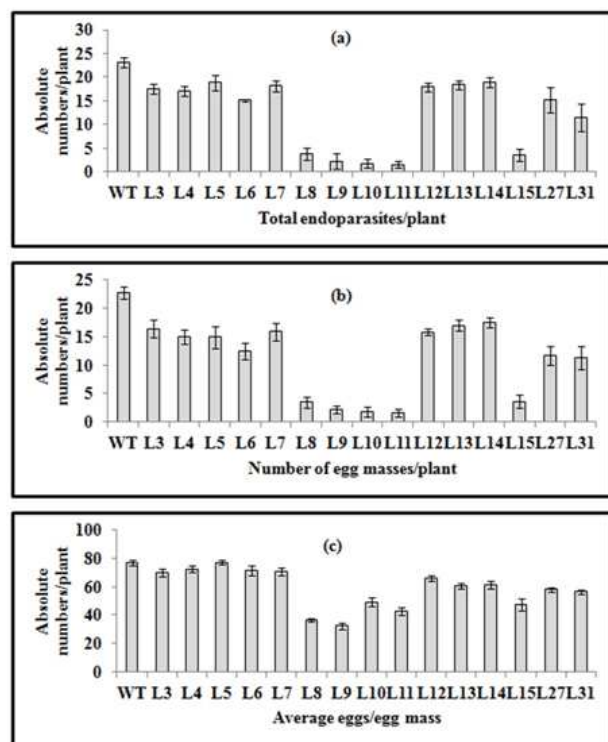 (a)
Absolute
numbers/plant
30
25
20
15
10
5
0
WT L3 L4 L5 L6 L7 L8 L9 L10 L11 L12 L13 L14 L15 L27 L31
Total endoparasites/plant
(b)
Absolute
numbers/plant
25
20
15
10
5
0
WT L3 L4 L5 L6 L7 L8 L9 L10 L11 L12 L13 L14 L15 L27 L31
Number of egg masses/plant
(c)
Absolute
numbers/plant
100
80
60
40
20
0
WT L3 L4 L5 L6 L7 L8 L9 L10 L11 L12 L13 L14 L15 L27 L31
Average eggs/egg mass